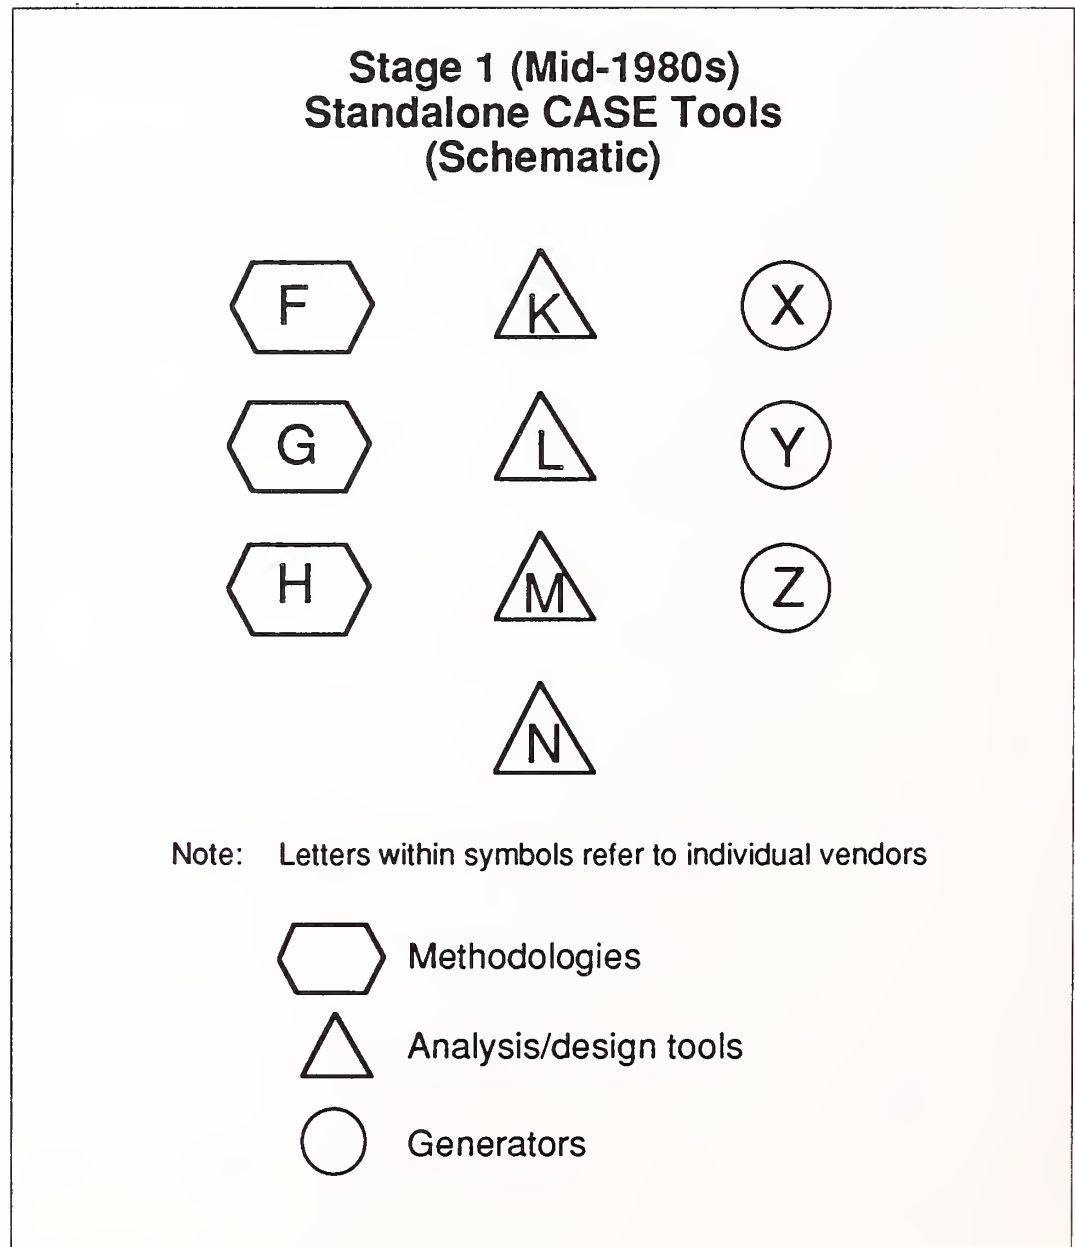 Stage 1 (Mid-1980s)
Standalone CASE Tools
(Schematic)
F K X
G L Y
H M Z
N
Note: Letters within symbols refer to individual vendors
Methodologies
Analysis/design tools
Generators